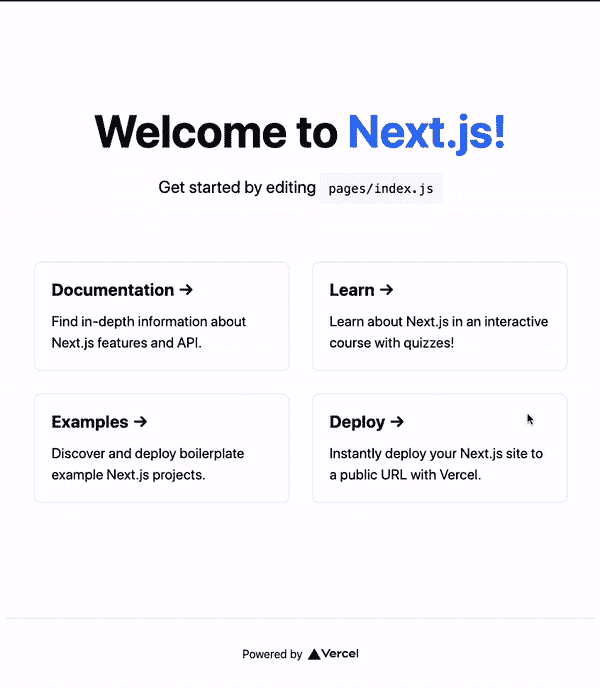 Welcome to Next.js!
Get started by editing pages/index.js
Documentation →
Find in-depth information about
Next.js features and API.
Learn →
Learn about Next.js in an interactive
course with quizzes!
Examples →
Discover and deploy boilerplate
example Next.js projects.
Deploy →
Instantly deploy your Next.js site to
a public URL with Vercel.
Powered by Vercel